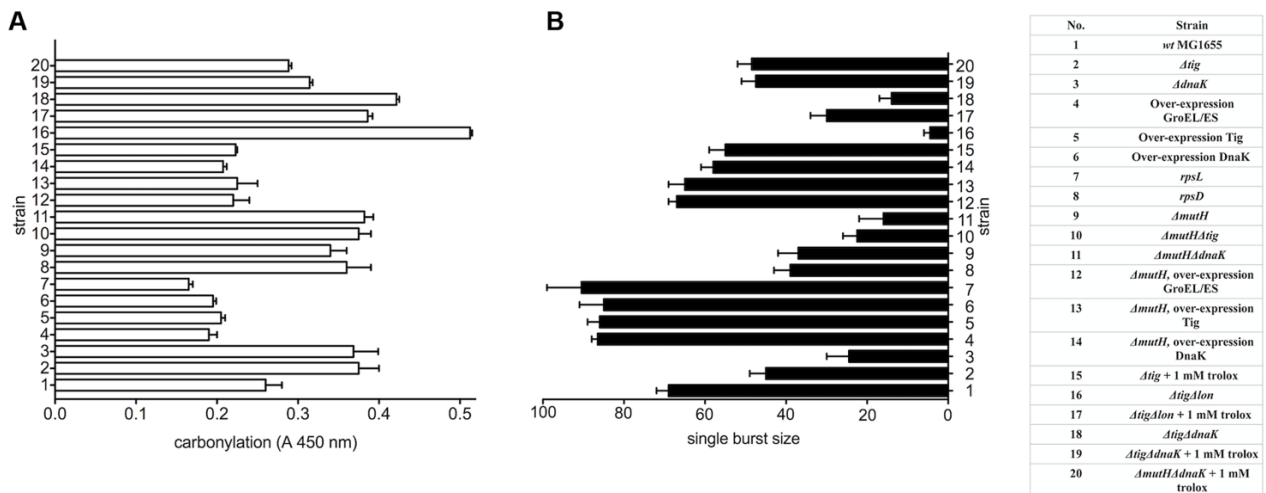 A
20
19
18
17
16
15
14
13
12
11
10
9
8
7
6
5
4
3
2
1
strain
0.0 0.1 0.2 0.3 0.4 0.5
carbonylation (A 450 nm)
B
20
19
18
17
16
15
14
13
12
11
10
9
8
7
6
5
4
3
2
1
strain
100 80 60 40 20 0
single burst size
No. Strain
1 wt MG1655
2 Δtig
3 ΔdnaK
4 Over-expression
GroEL/ES
5 Over-expression Tig
6 Over-expression DnaK
7 rpsL
8 rpsD
9 ΔmutH
10 ΔmutHΔtig
11 ΔmutHΔdnaK
12 ΔmutH, over-expression
GroEL/ES
13 ΔmutH, over-expression
Tig
14 ΔmutH, over-expression
DnaK
15 Δtig + 1 mM trolox
16 ΔtigΔlon
17 ΔtigΔlon + 1 mM trolox
18 ΔtigΔdnaK
19 ΔtigΔdnaK + 1 mM trolox
20 ΔmutHΔdnaK + 1 mM
trolox